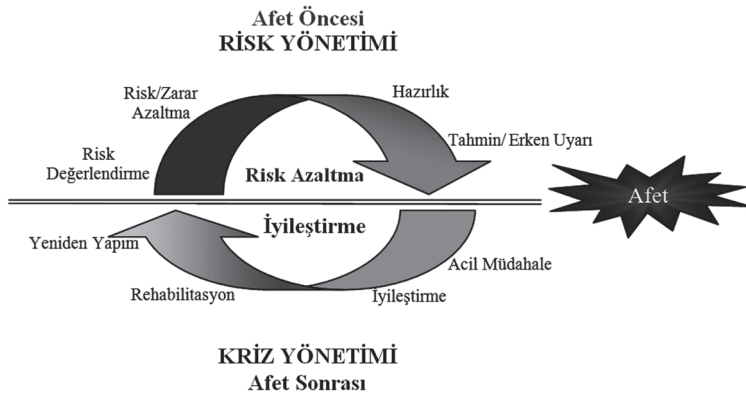 Afet Öncesi
RİSK YÖNETİMİ
Risk/Zarar
Azaltma
Hazırlık
Tahmin/ Erken Uyarı
Risk
Değerlendirme
Risk Azaltma
Afet
İyileştirme
Yeniden Yapım
Acil Müdahale
Rehabilitasyon
İyileştirme
KRİZ YÖNETİMİ
Afet Sonrası